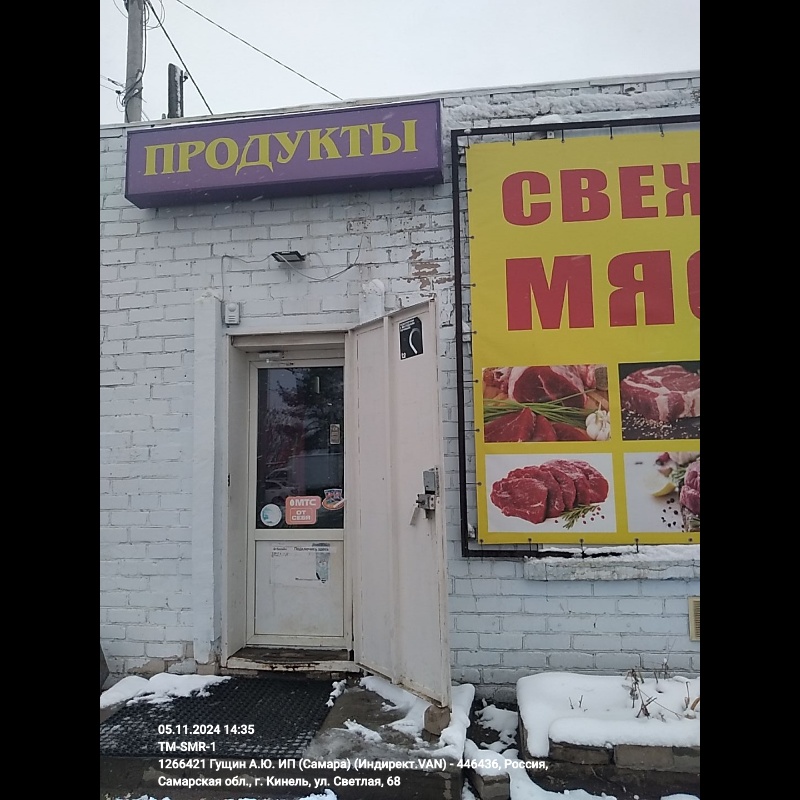 ПРОДУКТЫ
СВЕЖ
МЯС
МТС
ОТ
СЕБЯ
05.11.2024 14:35
TM-SMR-1
1266421 Гущин А.Ю. ИП (Самара) (Индирект.VAN) - 446436, Россия,
Самарская обл., г. Кинель, ул. Светлая, 68